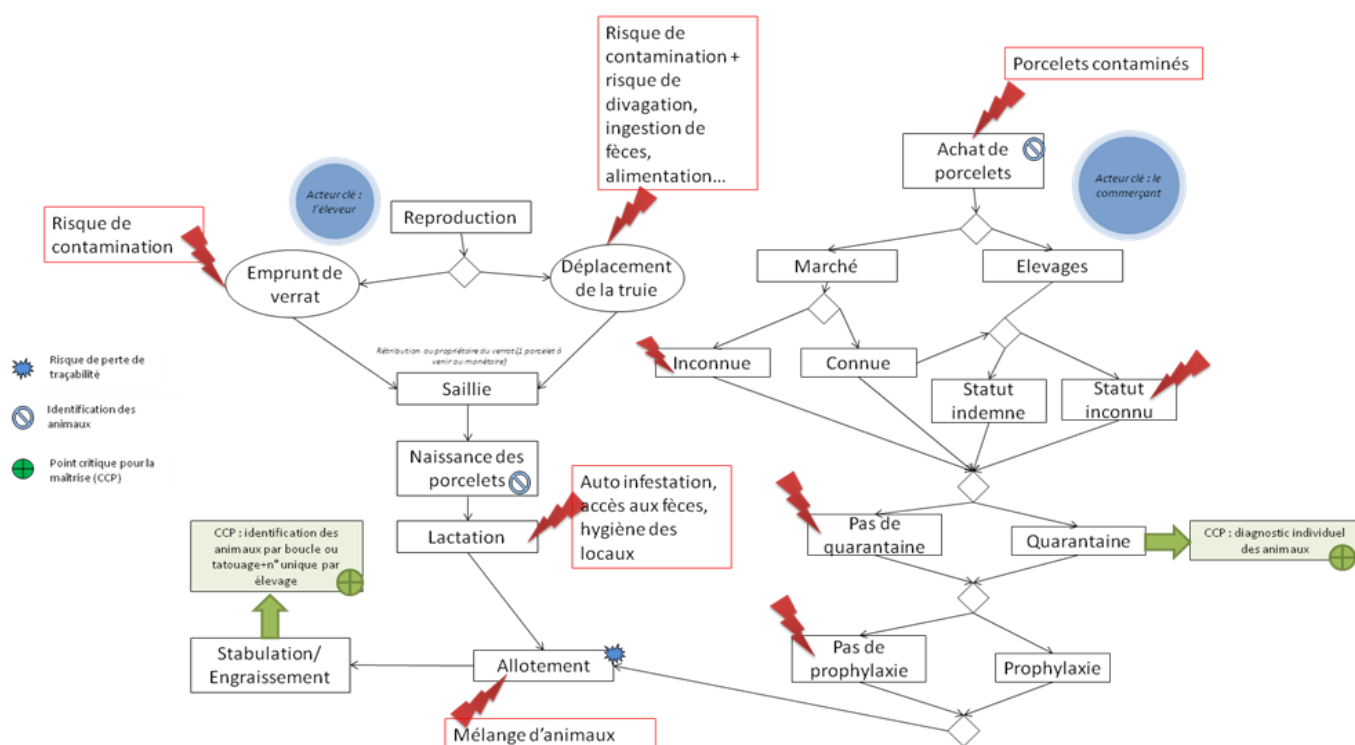 Risque de
contamination +
risque de
divagation,
ingestion de
fèces,
alimentation…
Porcelets contaminés
Achat de
porcelets
Acteur clé : le
commerçant
Acteur clé :
l'éleveur
Reproduction
Risque de
contamination
Emprunt de
verrat
Déplacement
de la truie
Marché
Elevages
Rétribution au propriétaire du verrat (1 porcelet à
venir ou monétaire)
Inconnue
Connue
Saillie
Statut
indemne
Statut
inconnu
Risque de perte de
traçabilité
Identification des
animaux
Point critique pour la
maîtrise (CCP)
Naissance des
porcelets
Lactation
Auto infestation,
accès aux fèces,
hygiène des
locaux
Pas de
quarantaine
Quarantaine
CCP : diagnostic individuel
des animaux
CCP : identification des
animaux par boucle ou
tatouage+n° unique par
élevage
Stabulation/
Engraissement
Allotement
Pas de
prophylaxie
Prophylaxie
Mélange d'animaux